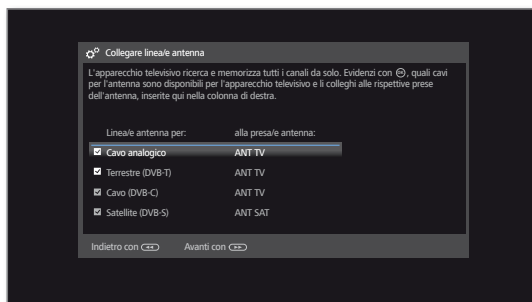 Collegare linea/e antenna
L'apparecchio televisivo ricerca e memorizza tutti i canali da solo. Evidenzi con OK, quali cavi
per l'antenna sono disponibili per l'apparecchio televisivo e li colleghi alle rispettive prese
dell'antenna, inserite qui nella colonna di destra.
Linea/e antenna per: alla presa/e antenna:
Cavo analogico ANT TV
Terrestre (DVB-T) ANT TV
Cavo (DVB-C) ANT TV
Satellite (DVB-S) ANT SAT
Indietro con Avanti con